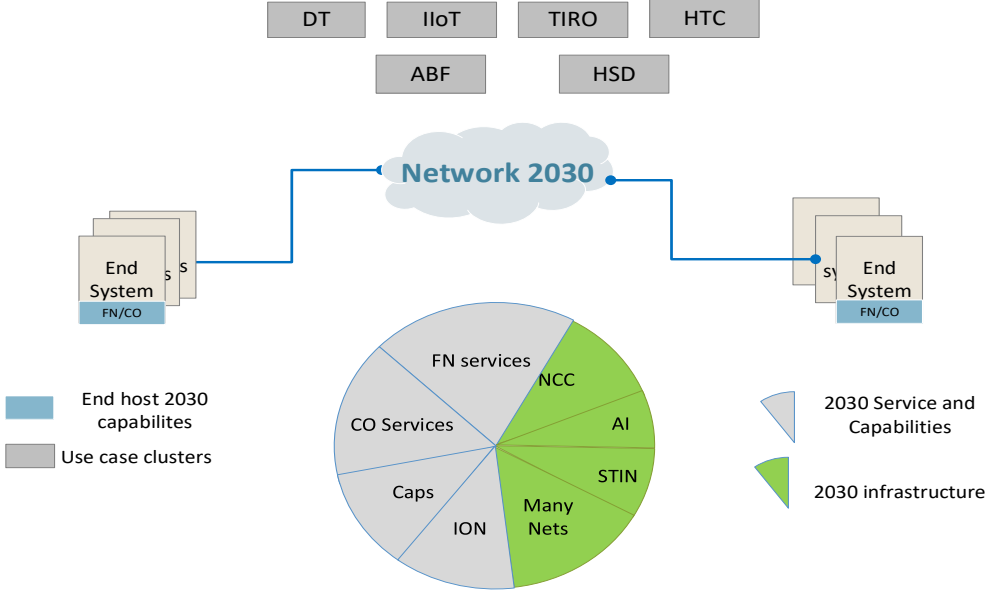 DT
IIoT
TIRO
HTC
ABF
HSD
Network 2030
s
s
End
System
FN/CO
sy
End
System
FN/CO
FN services
NCC
CO Services
AI
STIN
Caps
ION
Many
Nets
End host 2030
capabilites
Use case clusters
2030 Service and
Capabilities
2030 infrastructure